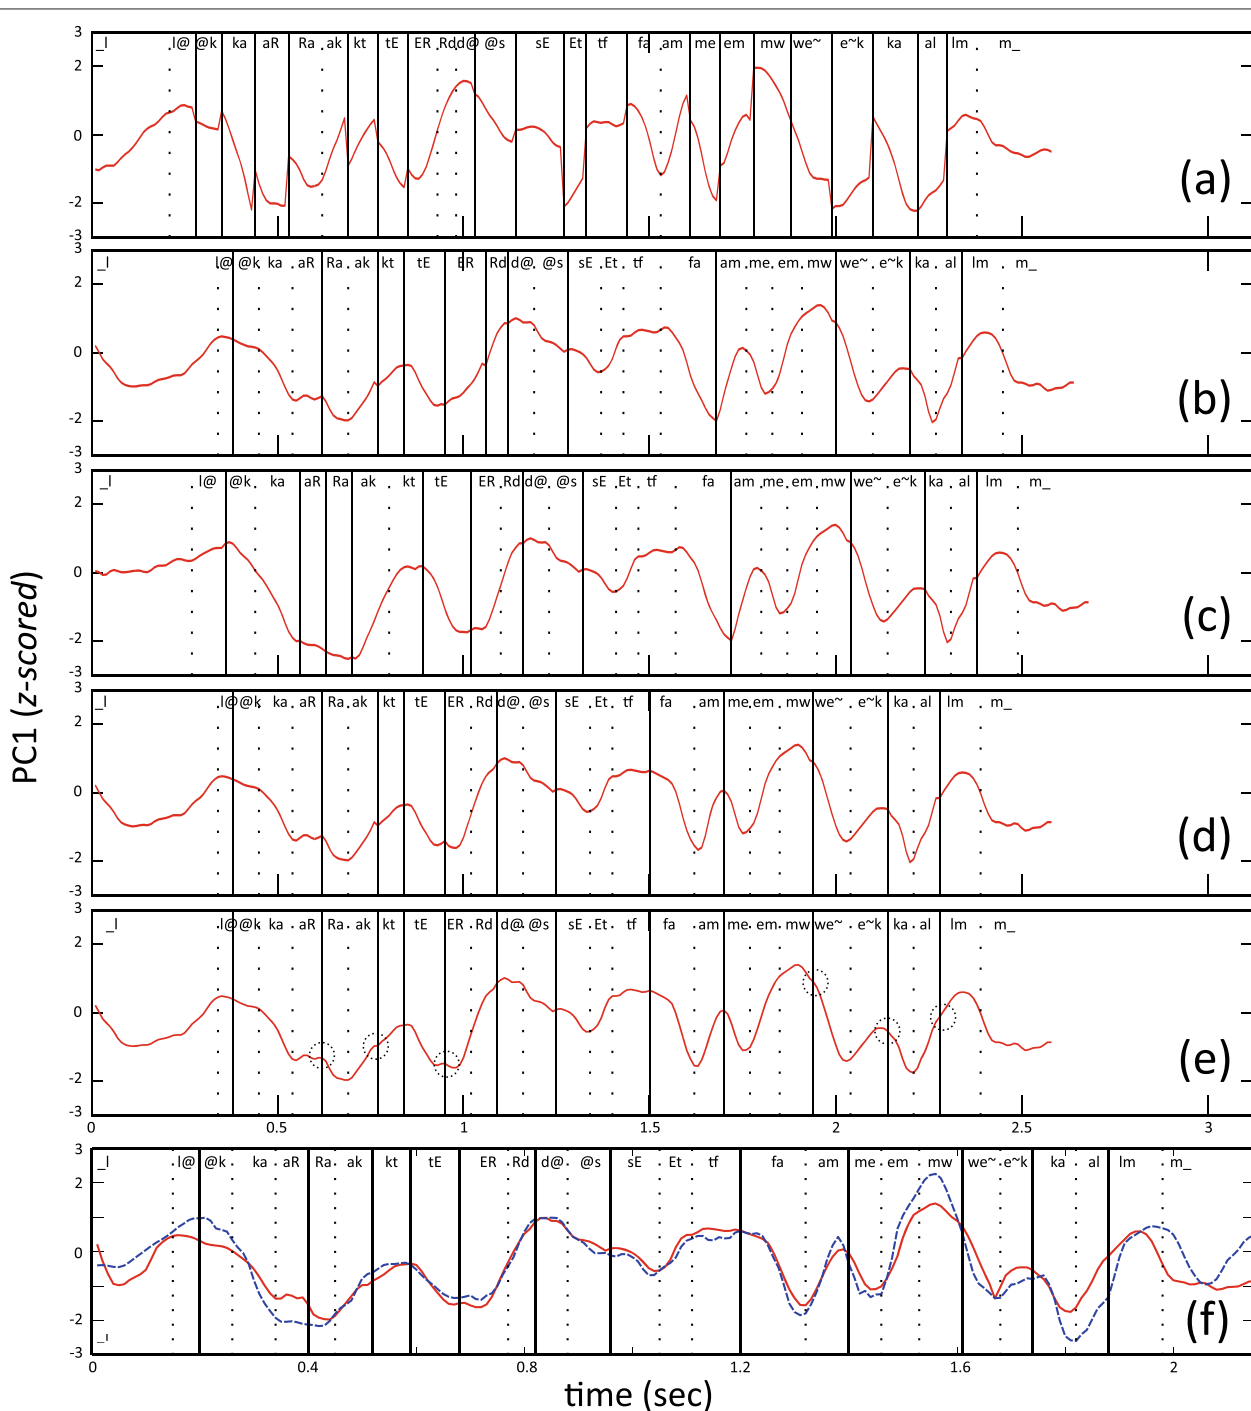 3 _l l@ @k ka aR Ra ak kt tE ER Rd d@ @s sE Et tf fa am me em mw we~ e~k ka al lm m_
2
0
-2
-3
(a)
3 _l l@ @k ka aR Ra ak kt tE ER Rd d@ @s sE Et tf fa am me em mw we~ e~k ka al lm m_
2
0
-2
-3
(b)
3 _l l@ @k ka aR Ra ak kt tE ER Rd d@ @s sE Et tf fa am me em mw we~ e~k ka al lm m_
2
0
-2
-3
(c)
PC1 (z-scored)
3 _l l@ @k ka aR Ra ak kt tE ER Rd d@ @s sE Et tf fa am me em mw we~ e~k ka al lm m_
2
0
-2
-3
(d)
3 _l l@ @k ka aR Ra ak kt tE ER Rd d@ @s sE Et tf fa am me em mw we~ e~k ka al lm m_
2
0
-2
-3
(e)
0 0.5 1 1.5 2 2.5 3
3 _l l@ @k ka aR Ra ak kt tE ER Rd d@ @s sE Et tf fa am me em mw we~ e~k ka al lm m_
2
0
-2
-3
(f)
0 0.4 0.8 1.2 1.6 2
time (sec)